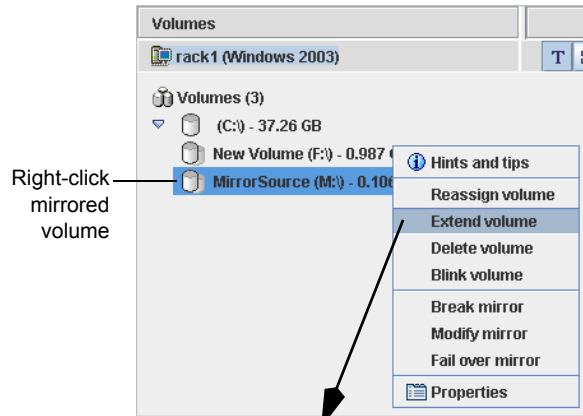 Volumes
rack1 (Windows 2003)
T
Volumes (3)
(C:\) - 37.26 GB
New Volume (F:\) - 0.987
MirrorSource (M:\) - 0.106
Right-click
mirrored
volume
Hints and tips
Reassign volume
Extend volume
Delete volume
Blink volume
Break mirror
Modify mirror
Fail over mirror
Properties